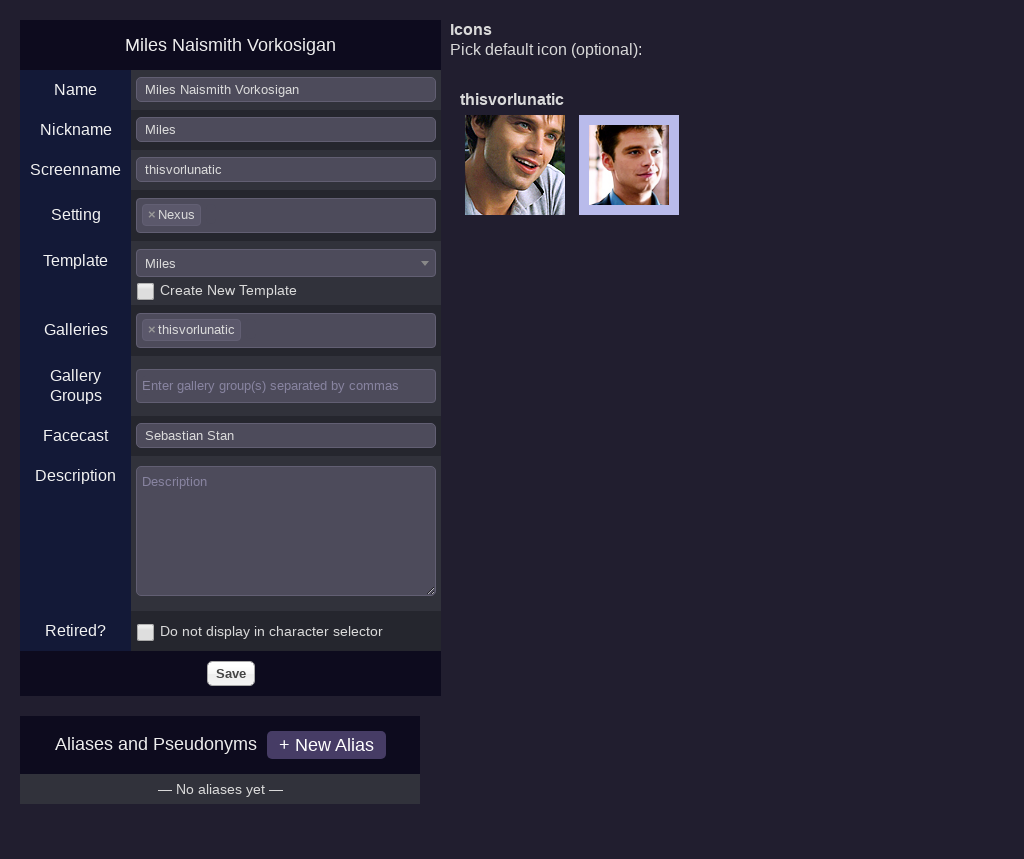 Miles Naismith Vorkosigan
Name
Miles Naismith Vorkosigan
Nickname
Miles
Screenname
thisvorlunatic
Setting
×Nexus
Template
Miles
Create New Template
Galleries
×thisvorlunatic
Gallery
Groups
Enter gallery group(s) separated by commas
Facecast
Sebastian Stan
Description
Description
Retired?
Do not display in character selector
Save
Aliases and Pseudonyms
+ New Alias
— No aliases yet —
Icons
Pick default icon (optional):
thisvorlunatic